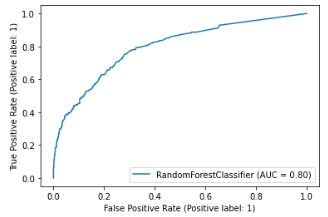 1.0
0.8
0.6
0.4
0.2
0.0
True Positive Rate (Positive label: 1)
RandomForestClassifier (AUC = 0.80)
0.0 0.2 0.4 0.6 0.8 1.0
False Positive Rate (Positive label: 1)